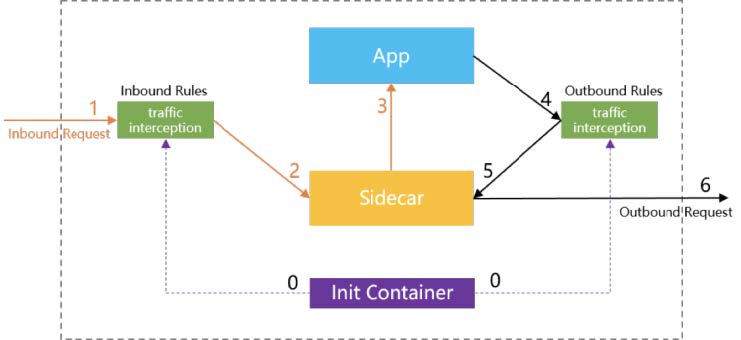 App
Inbound Rules
Outbound Rules
1
traffic
interception
Inbound Request
3
4
traffic
interception
2
5
Sidecar
6
Outbound Request
0
Init Container
0